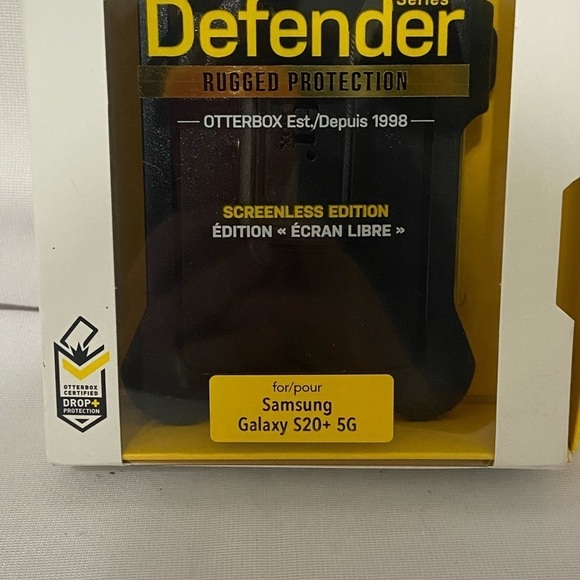 Series
Defender
RUGGED PROTECTION
OTTERBOX Est./Depuis 1998
SCREENLESS EDITION
ÉDITION « ÉCRAN LIBRE »
OTTERBOX
CERTIFIED
DROP+
PROTECTION
for/pour
Samsung
Galaxy S20+ 5G